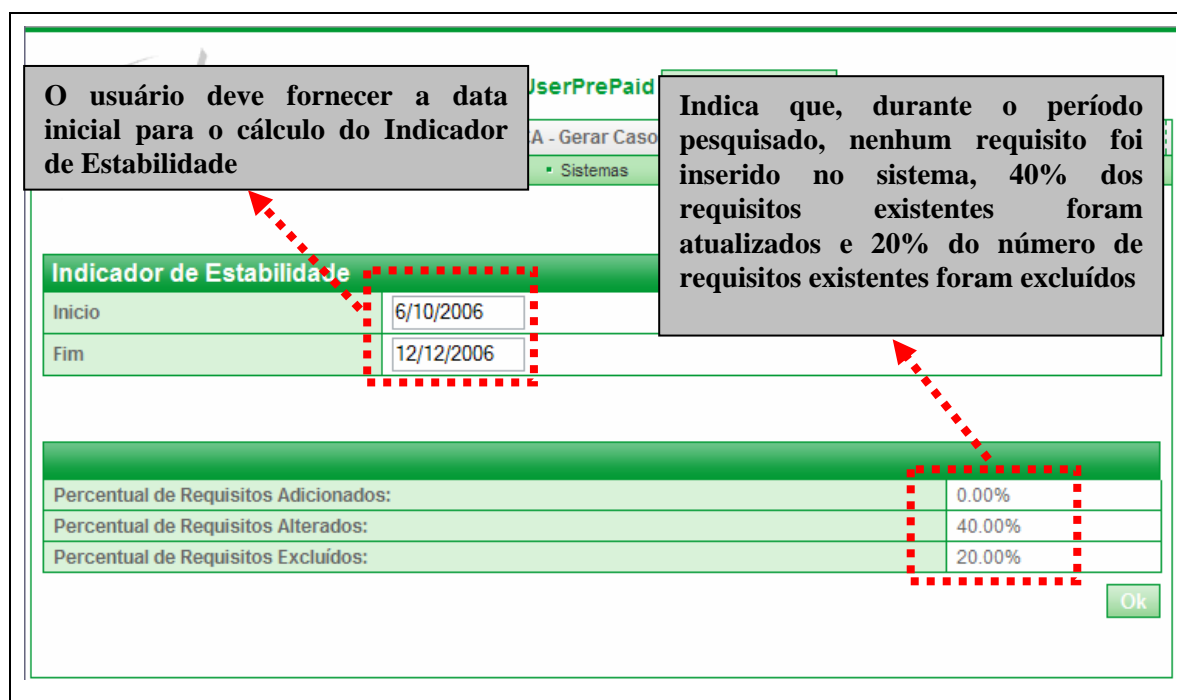 UserPrePaid
O usuário deve fornecer a data
inicial para o cálculo do Indicador
de Estabilidade
Indica que, durante o período
pesquisado, nenhum requisito foi
inserido no sistema, 40% dos
requisitos existentes foram
atualizados e 20% do número de
requisitos existentes foram excluídos
- Gerar Caso
▪ Sistemas
Indicador de Estabilidade
Inicio 6/10/2006
Fim 12/12/2006
Percentual de Requisitos Adicionados: 0.00%
Percentual de Requisitos Alterados: 40.00%
Percentual de Requisitos Excluídos: 20.00%
Ok